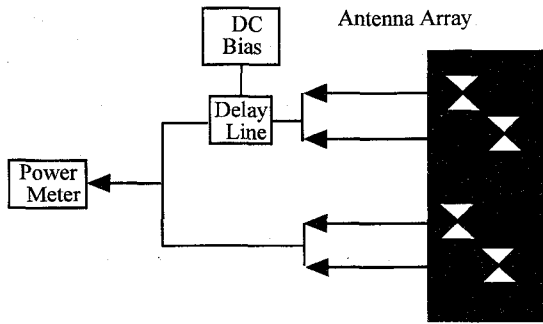 DC
Bias
Antenna Array
Delay
Line
Power
Meter